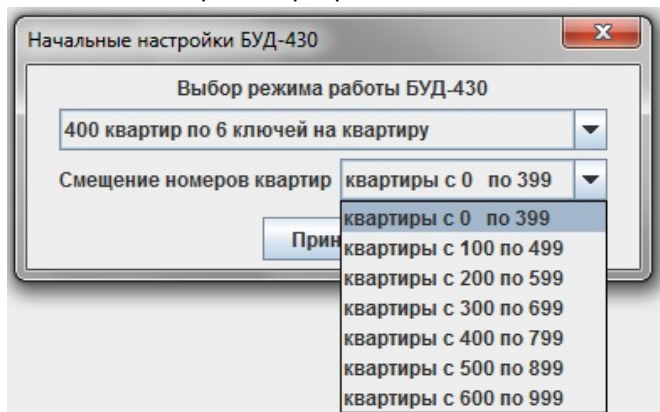 Начальные настройки БУД-430
Выбор режима работы БУД-430
400 квартир по 6 ключей на квартиру
Смещение номеров квартир квартиры с 0 по 399
квартиры с 0 по 399
Прин
квартиры с 100 по 499
квартиры с 200 по 599
квартиры с 300 по 699
квартиры с 400 по 799
квартиры с 500 по 899
квартиры с 600 по 999